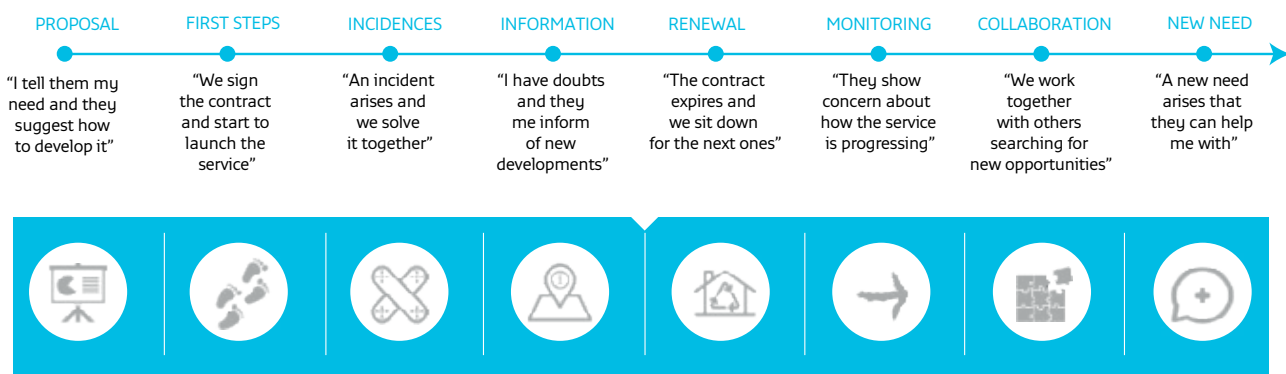 PROPOSAL
FIRST STEPS
INCIDENCES
INFORMATION
RENEWAL
MONITORING
COLLABORATION
NEW NEED
“I tell them my
need and they
suggest how
to develop it”
“We sign
the contract
and start to
launch the
service”
“An incident
arises and
we solve
it together”
“I have doubts
and they
me inform
of new
developments”
“The contract
expires and
we sit down
for the next ones”
“They show
concern about
how the service
is progressing”
“We work
together
with others
searching for
new opportunities”
“A new need
arises that
they can help
me with”